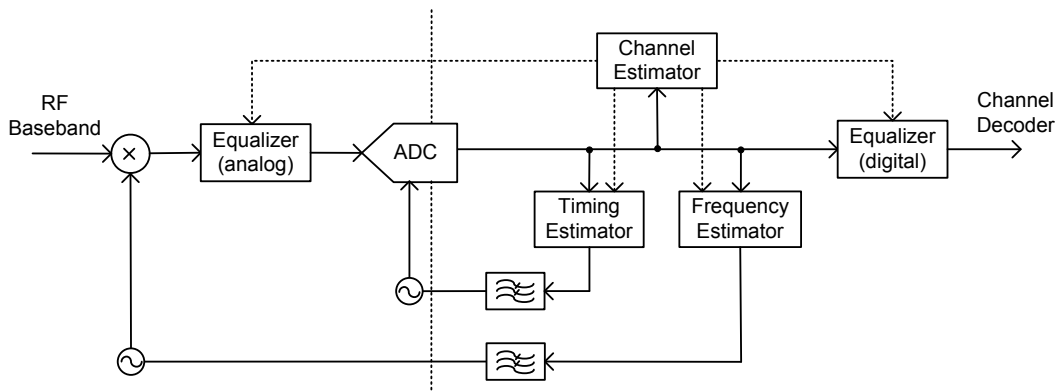 Channel
Estimator
RF
Baseband
Channel
Decoder
Equalizer
(analog)
ADC
Equalizer
(digital)
Timing
Estimator
Frequency
Estimator